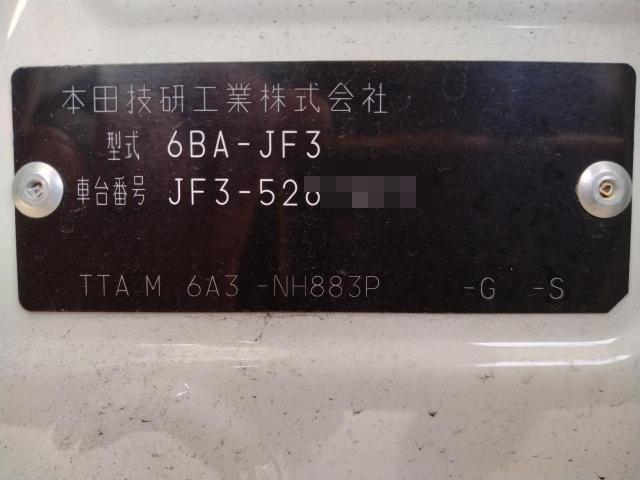 本田技研工業株式会社
型式 6BA-JF3
車台番号 JF3-52
TTA M 6A3 -NH883P -G -S